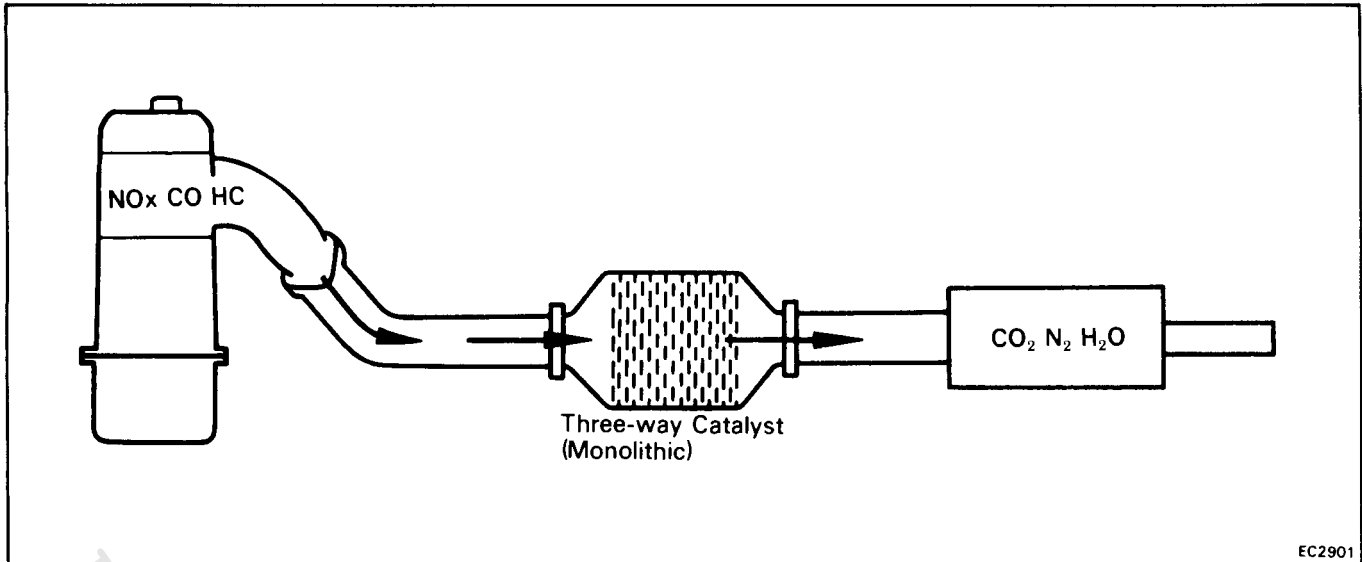 NOx CO HC
CO₂ N₂ H₂O
Three-way Catalyst
(Monolithic)
EC2901